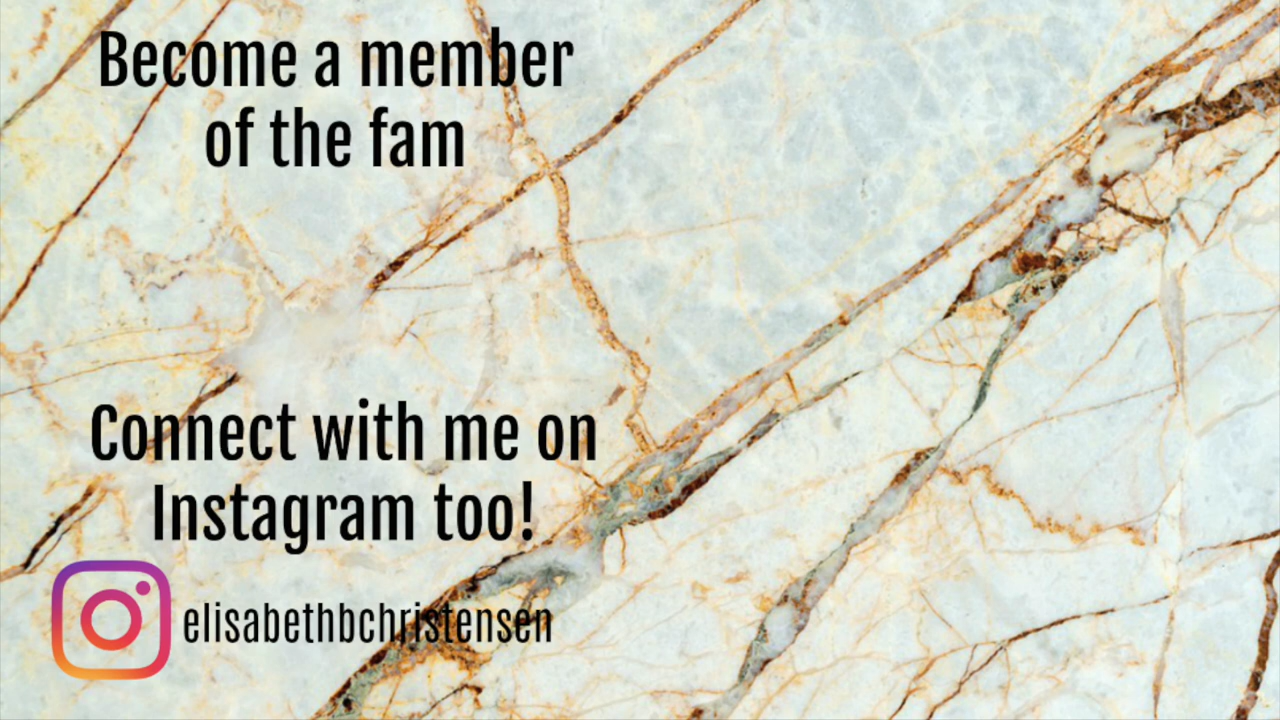 Become a member
of the fam
Connect with me on
Instagram too!
elisabethbchristensen